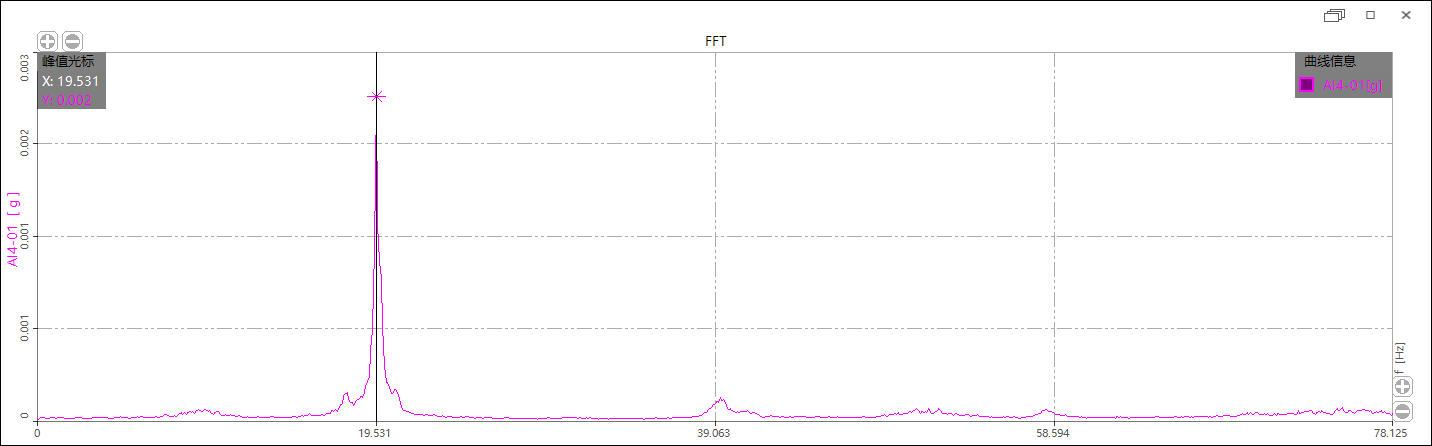 FFT
峰值光标
X: 19.531
Y: 0.002
曲线信息
AI4-01[g]
0.003
0.002
0.001
0.001
0
AI4-01 [ g ]
f [Hz]
0
19.531
39.063
58.594
78.125